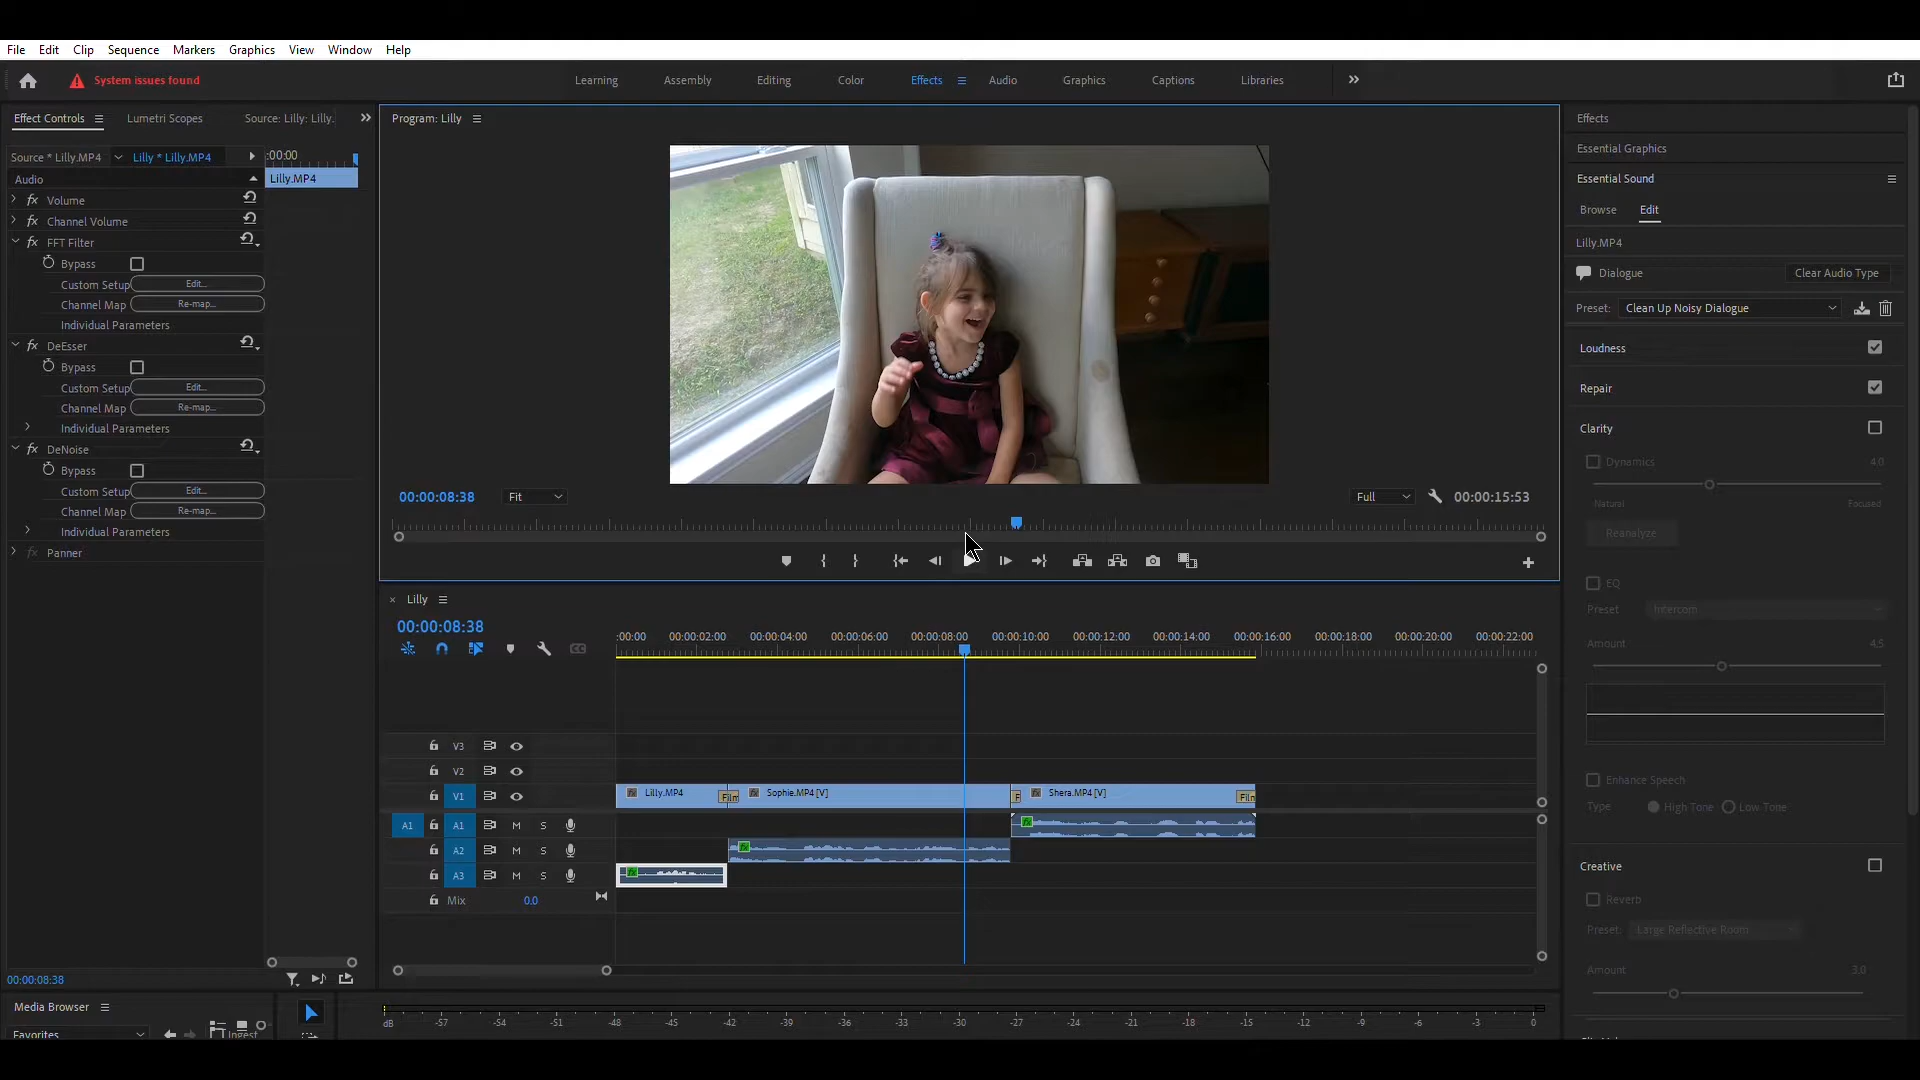 File Edit Clip Sequence Markers Graphics View Window Help
System issues found
Learning Assembly Editing Color Effects Audio Graphics Captions Libraries
Effect Controls Lumetri Scopes Source: Lilly: Lilly.
Source * Lilly.MP4 Lilly * Lilly.MP4 :00:00
Audio Lilly.MP4
fx Volume
fx Channel Volume
fx FFT Filter
Bypass
Custom Setup Edit...
Channel Map Re-map...
Individual Parameters
fx DeEsser
Bypass
Custom Setup Edit...
Channel Map Re-map...
Individual Parameters
fx DeNoise
Bypass
Custom Setup Edit...
Channel Map Re-map...
Individual Parameters
fx Panner
00:00:08:38
Media Browser
Favorites Ingest
Program: Lilly
00:00:08:38 Fit Full 00:00:15:53
Lilly
00:00:08:38
:00:00 00:00:02:00 00:00:04:00 00:00:06:00 00:00:08:00 00:00:10:00 00:00:12:00 00:00:14:00 00:00:16:00 00:00:18:00 00:00:20:00 00:00:22:00
CC
V3
V2
V1 Lilly.MP4 Film Sophie.MP4 [V] F Shera.MP4 [V] Film
A1 A1 M S
A2 M S
A3 M S
Mix 0.0
dB -57 -54 -51 -48 -45 -42 -39 -36 -33 -30 -27 -24 -21 -18 -15 -12 -9 -6 -3 0
Effects
Essential Graphics
Essential Sound
Browse Edit
Lilly.MP4
Dialogue Clear Audio Type
Preset: Clean Up Noisy Dialogue
Loudness
Repair
Clarity
Dynamics 4.0
Natural Focused
Reanalyze
EQ
Preset Intercom
Amount 4.5
Enhance Speech
Type High Tone Low Tone
Creative
Reverb
Preset: Large Reflective Room
Amount 3.0